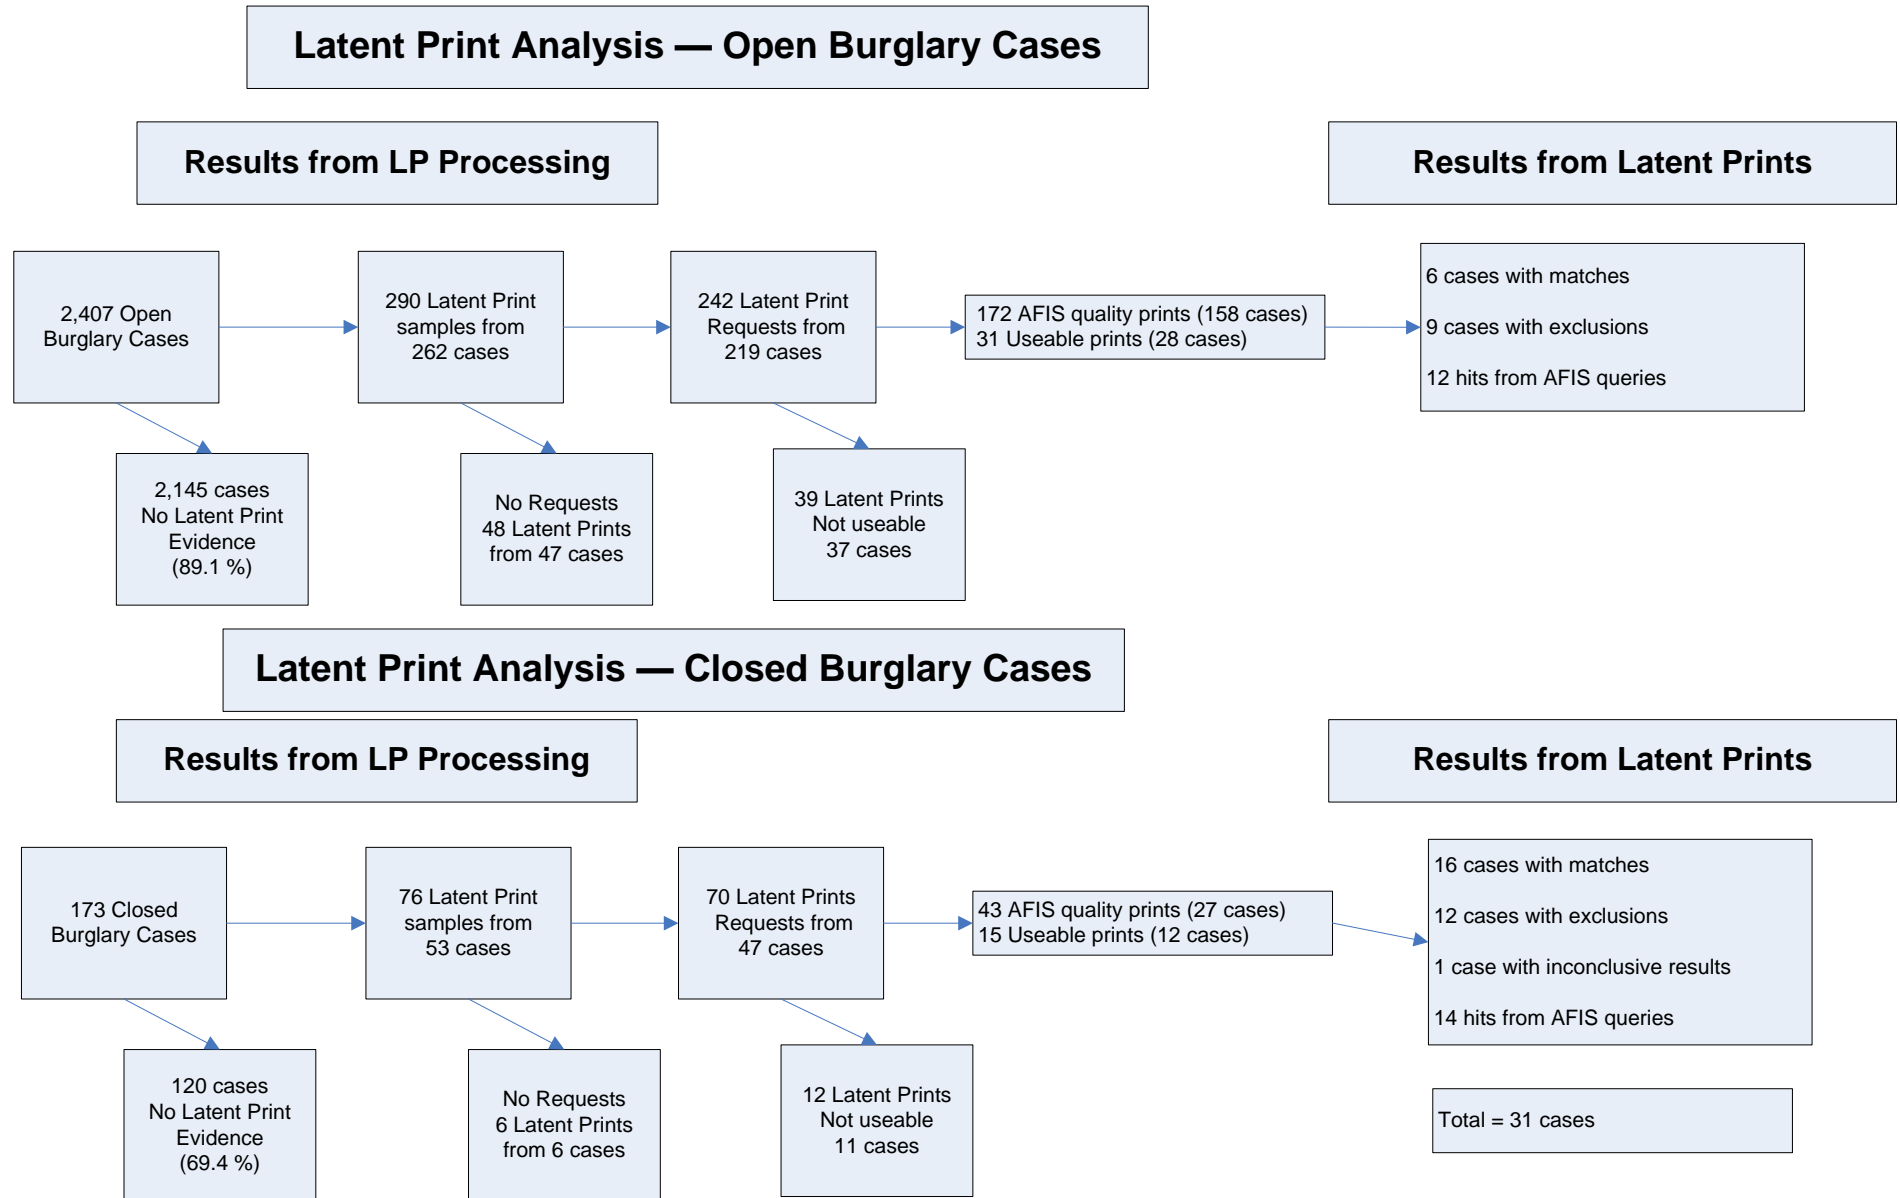 Latent Print Analysis — Open Burglary Cases
Results from LP Processing
Results from Latent Prints
2,407 Open
Burglary Cases
290 Latent Print
samples from
262 cases
242 Latent Print
Requests from
219 cases
172 AFIS quality prints (158 cases)
31 Useable prints (28 cases)
6 cases with matches
9 cases with exclusions
12 hits from AFIS queries
2,145 cases
No Latent Print
Evidence
(89.1 %)
No Requests
48 Latent Prints
from 47 cases
39 Latent Prints
Not useable
37 cases
Latent Print Analysis — Closed Burglary Cases
Results from LP Processing
Results from Latent Prints
173 Closed
Burglary Cases
76 Latent Print
samples from
53 cases
70 Latent Prints
Requests from
47 cases
43 AFIS quality prints (27 cases)
15 Useable prints (12 cases)
16 cases with matches
12 cases with exclusions
1 case with inconclusive results
14 hits from AFIS queries
120 cases
No Latent Print
Evidence
(69.4 %)
No Requests
6 Latent Prints
from 6 cases
12 Latent Prints
Not useable
11 cases
Total = 31 cases